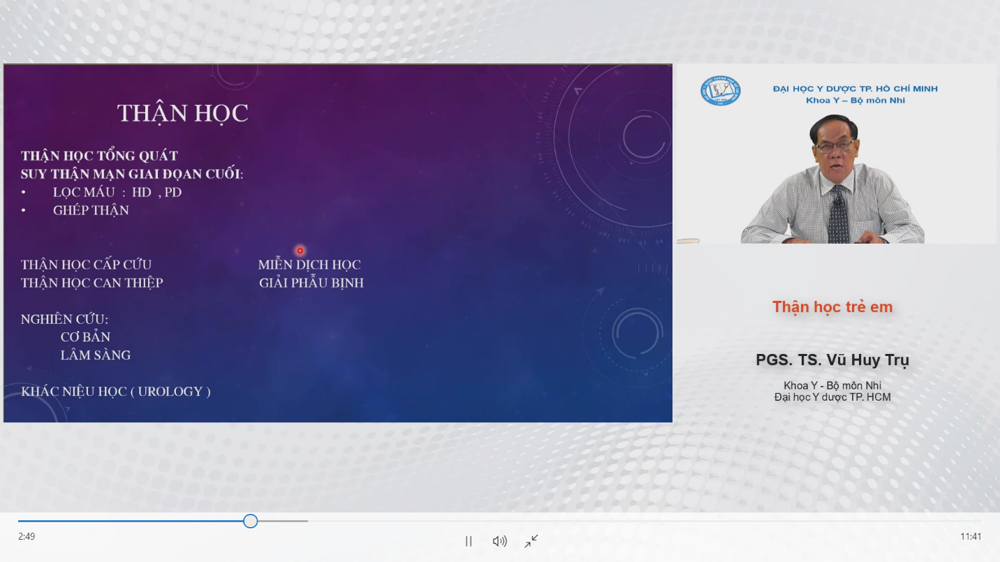 THẬN HỌC
THẬN HỌC TỔNG QUÁT
SUY THẬN MẠN GIAI ĐỌAN CUỐI:
• LỌC MÁU : HD , PD
• GHÉP THẬN
THẬN HỌC CẤP CỨU
THẬN HỌC CAN THIỆP
MIỄN DỊCH HỌC
GIẢI PHẪU BỊNH
NGHIÊN CỨU:
CƠ BẢN
LÂM SÀNG
KHÁC NIỆU HỌC ( UROLOGY )
ĐẠI HỌC Y DƯỢC TP. HỒ CHÍ MINH
Khoa Y – Bộ môn Nhi
Thận học trẻ em
PGS. TS. Vũ Huy Trụ
Khoa Y - Bộ môn Nhi
Đại học Y dược TP. HCM
2:49
11:41